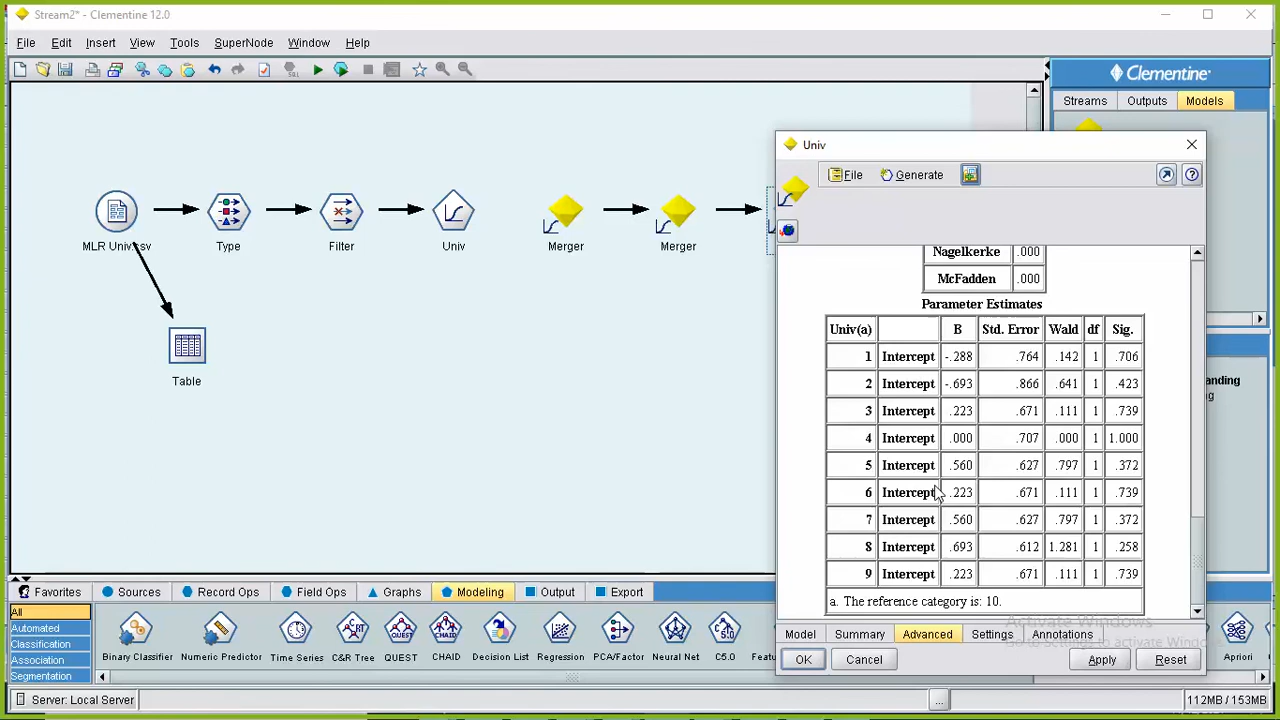 Stream2* - Clementine 12.0
File Edit Insert View Tools SuperNode Window Help
Clementine
Streams Outputs Models
MLR Univ.csv Type Filter Univ Merger Merger
Table
Univ
File Generate
Nagelkerke .000
McFadden .000
Parameter Estimates
Univ(a) B Std. Error Wald df Sig.
1 Intercept -.288 .764 .142 1 .706
2 Intercept -.693 .866 .641 1 .423
3 Intercept .223 .671 .111 1 .739
4 Intercept .000 .707 .000 1 1.000
5 Intercept .560 .627 .797 1 .372
6 Intercept .223 .671 .111 1 .739
7 Intercept .560 .627 .797 1 .372
8 Intercept .693 .612 1.281 1 .258
9 Intercept .223 .671 .111 1 .739
a. The reference category is: 10.
Model Summary Advanced Settings Annotations
OK Cancel Apply Reset
Activate Windows
Go to Settings to activate Windows.
Favorites Sources Record Ops Field Ops Graphs Modeling Output Export
All
Automated
Classification
Association
Segmentation
Binary Classifier Numeric Predictor Time Series C&R Tree QUEST CHAID Decision List Regression PCA/Factor Neural Net C5.0 Apriori
Server: Local Server
... 112MB / 153MB